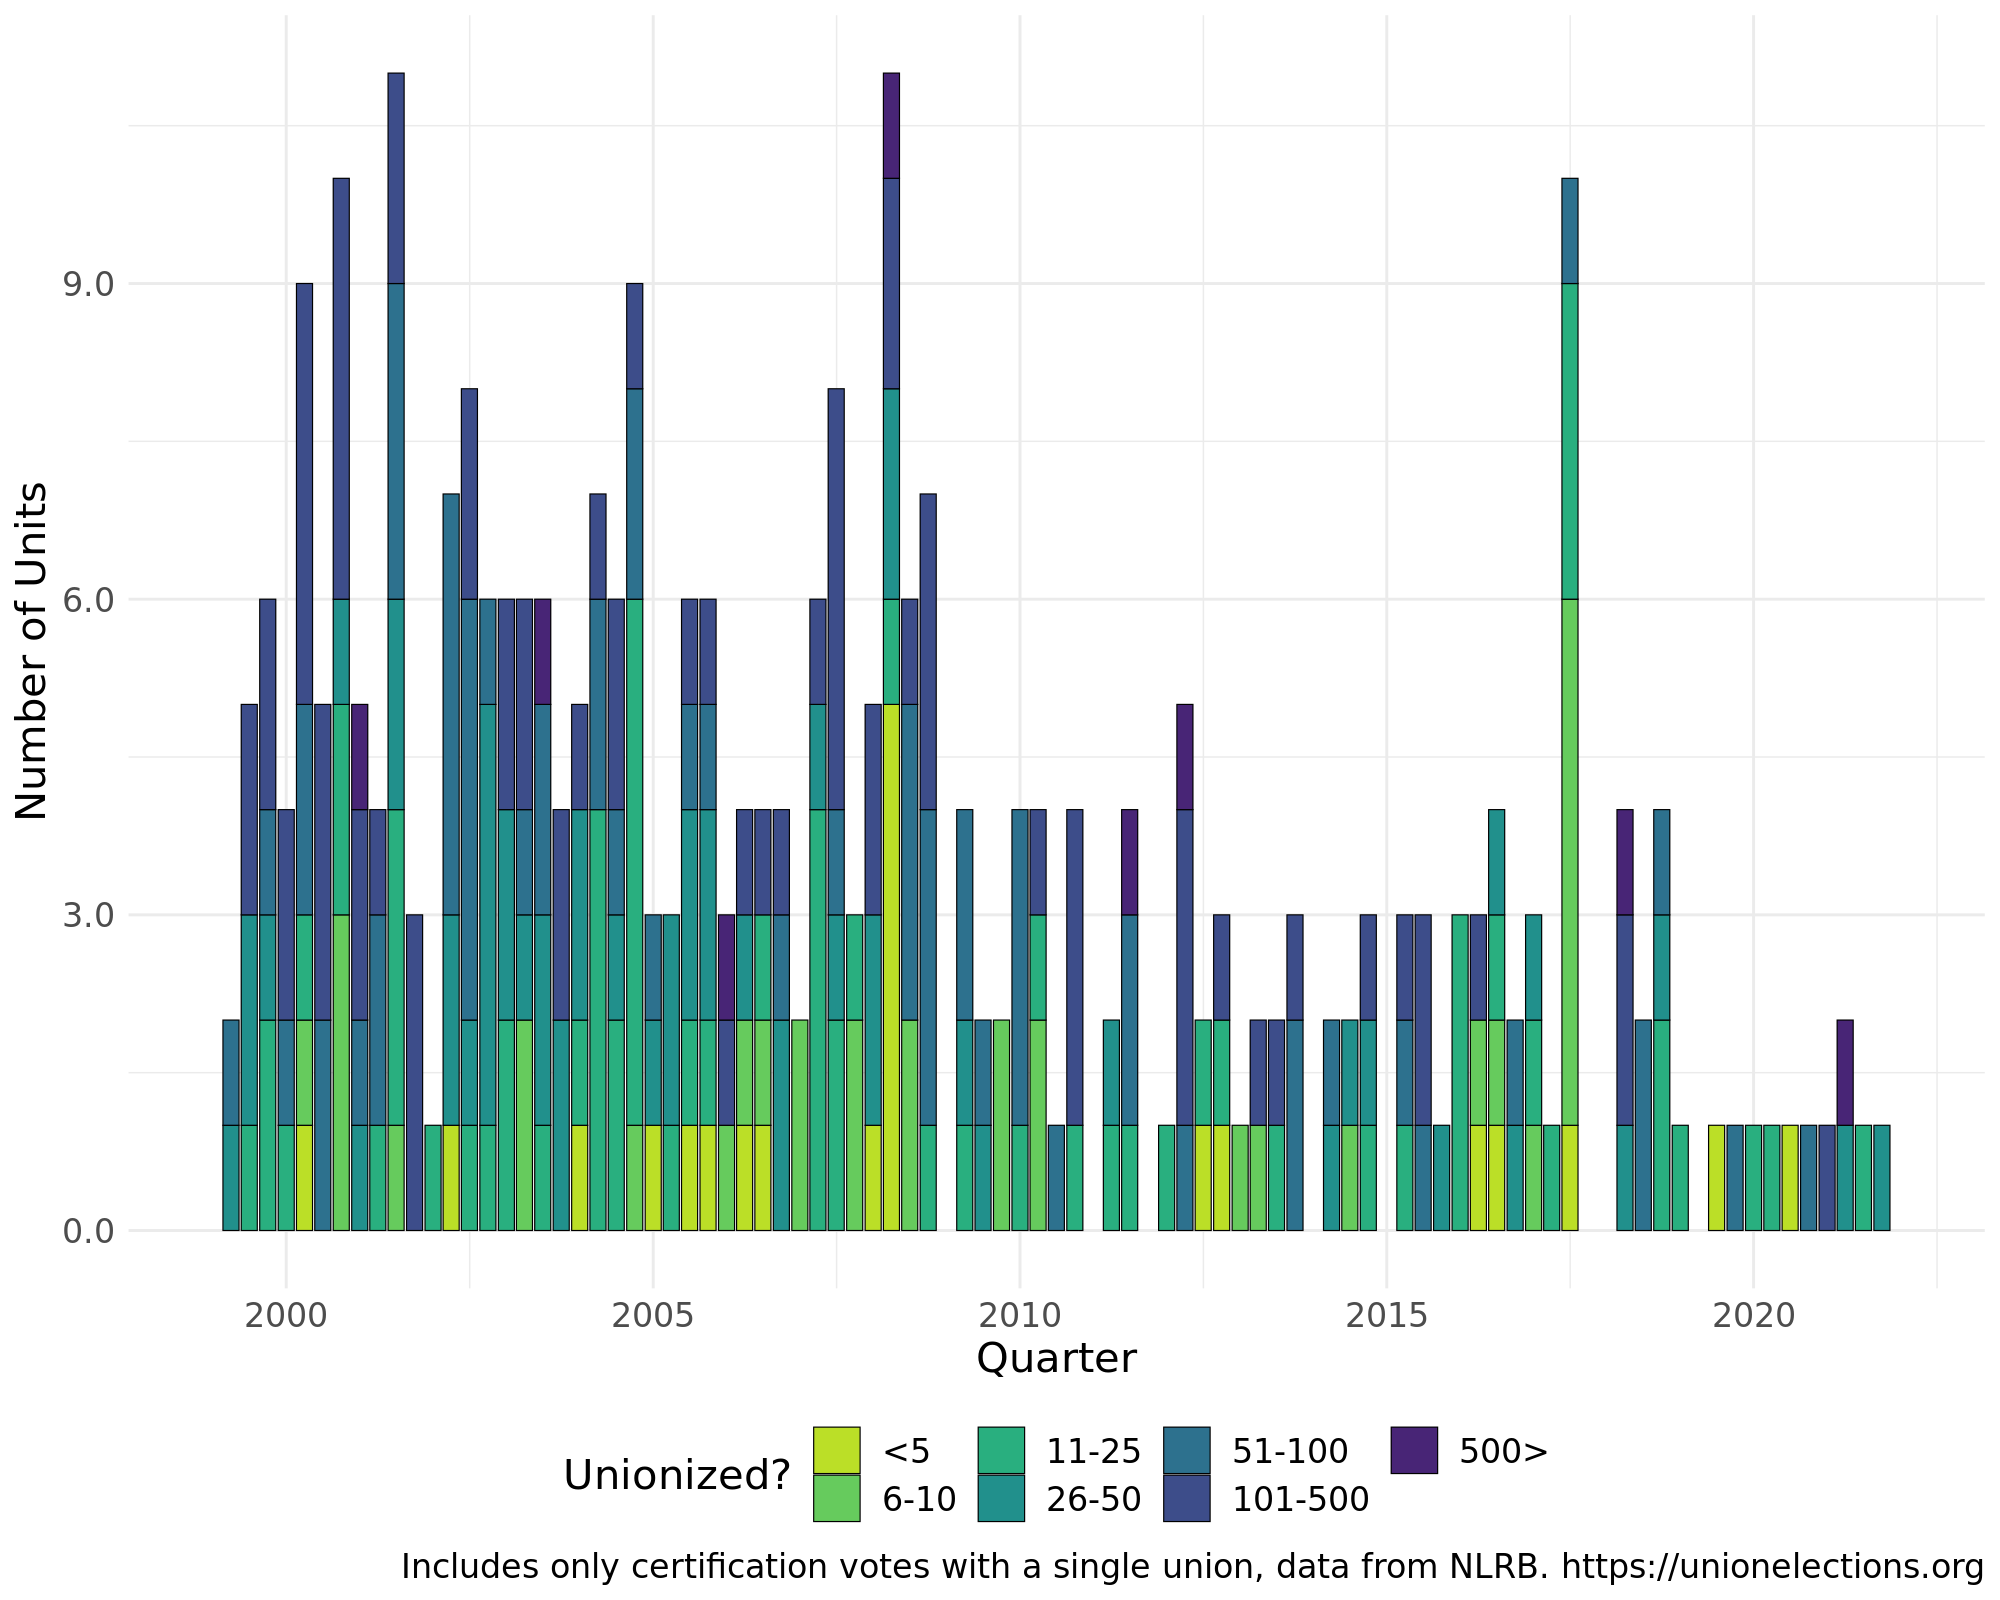 Number of Units
9.0
6.0
3.0
0.0
2000 2005 2010 2015 2020
Quarter
Unionized?
<5 11-25 51-100 500>
6-10 26-50 101-500
Includes only certification votes with a single union, data from NLRB. https://unionelections.org